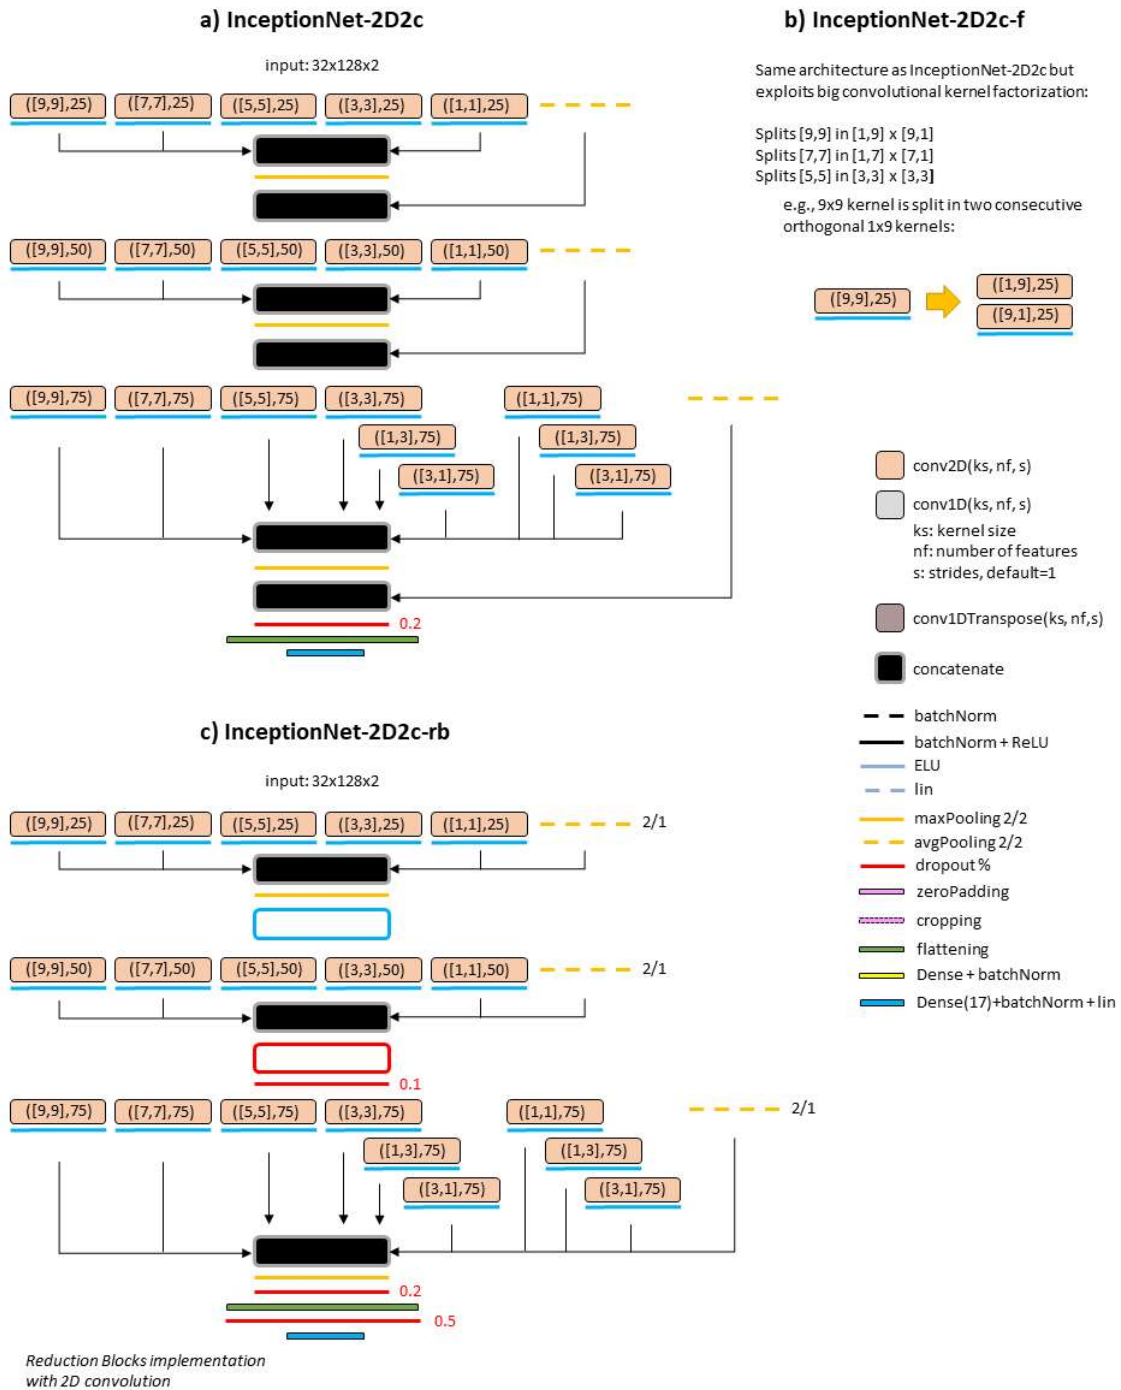 a) InceptionNet-2D2c
input: 32x128x2
([9,9],25) ([7,7],25) ([5,5],25) ([3,3],25) ([1,1],25)
([9,9],50) ([7,7],50) ([5,5],50) ([3,3],50) ([1,1],50)
([9,9],75) ([7,7],75) ([5,5],75) ([3,3],75) ([1,1],75)
([1,3],75) ([1,3],75)
([3,1],75) ([3,1],75)
0.2
b) InceptionNet-2D2c-f
Same architecture as InceptionNet-2D2c but
exploits big convolutional kernel factorization:
Splits [9,9] in [1,9] x [9,1]
Splits [7,7] in [1,7] x [7,1]
Splits [5,5] in [3,3] x [3,3]
e.g., 9x9 kernel is split in two consecutive
orthogonal 1x9 kernels:
([9,9],25)
([1,9],25)
([9,1],25)
conv2D(ks, nf, s)
conv1D(ks, nf, s)
ks: kernel size
nf: number of features
s: strides, default=1
conv1DTranspose(ks, nf,s)
concatenate
batchNorm
batchNorm + ReLU
ELU
lin
maxPooling 2/2
avgPooling 2/2
dropout %
zeroPadding
cropping
flattening
Dense + batchNorm
Dense(17)+batchNorm + lin
c) InceptionNet-2D2c-rb
input: 32x128x2
([9,9],25) ([7,7],25) ([5,5],25) ([3,3],25) ([1,1],25) 2/1
([9,9],50) ([7,7],50) ([5,5],50) ([3,3],50) ([1,1],50) 2/1
0.1
([9,9],75) ([7,7],75) ([5,5],75) ([3,3],75) ([1,1],75) 2/1
([1,3],75) ([1,3],75)
([3,1],75) ([3,1],75)
0.2
0.5
Reduction Blocks implementation
with 2D convolution